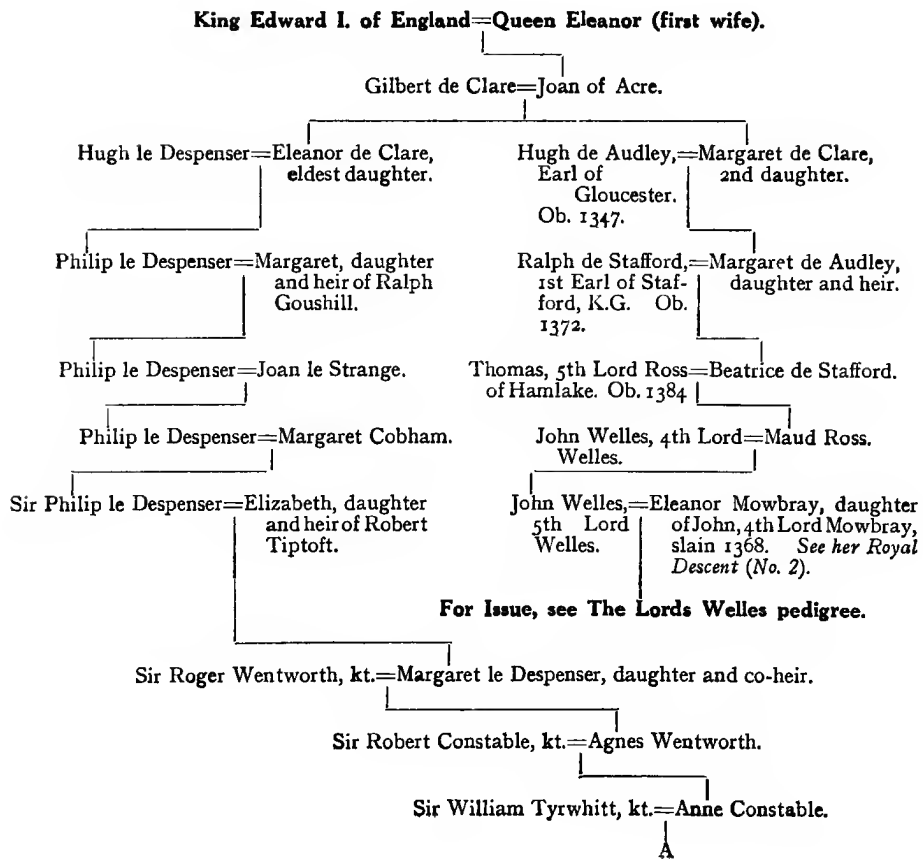 King Edward I. of England=Queen Eleanor (first wife).
Gilbert de Clare=Joan of Acre.
Hugh le Despenser=Eleanor de Clare,
eldest daughter.
Hugh de Audley,=Margaret de Clare,
Earl of 2nd daughter.
Gloucester.
Ob. 1347.
Philip le Despenser=Margaret, daughter
and heir of Ralph
Goushill.
Ralph de Stafford,=Margaret de Audley,
1st Earl of Staf- daughter and heir.
ford, K.G. Ob.
1372.
Philip le Despenser=Joan le Strange.
Thomas, 5th Lord Ross=Beatrice de Stafford.
of Hamlake. Ob. 1384
Philip le Despenser=Margaret Cobham.
John Welles, 4th Lord=Maud Ross.
Welles.
Sir Philip le Despenser=Elizabeth, daughter
and heir of Robert
Tiptoft.
John Welles,=Eleanor Mowbray, daughter
5th Lord of John, 4th Lord Mowbray,
Welles. slain 1368. See her Royal
Descent (No. 2).
For Issue, see The Lords Welles pedigree.
Sir Roger Wentworth, kt.=Margaret le Despenser, daughter and co-heir.
Sir Robert Constable, kt.=Agnes Wentworth.
Sir William Tyrwhitt, kt.=Anne Constable.
A